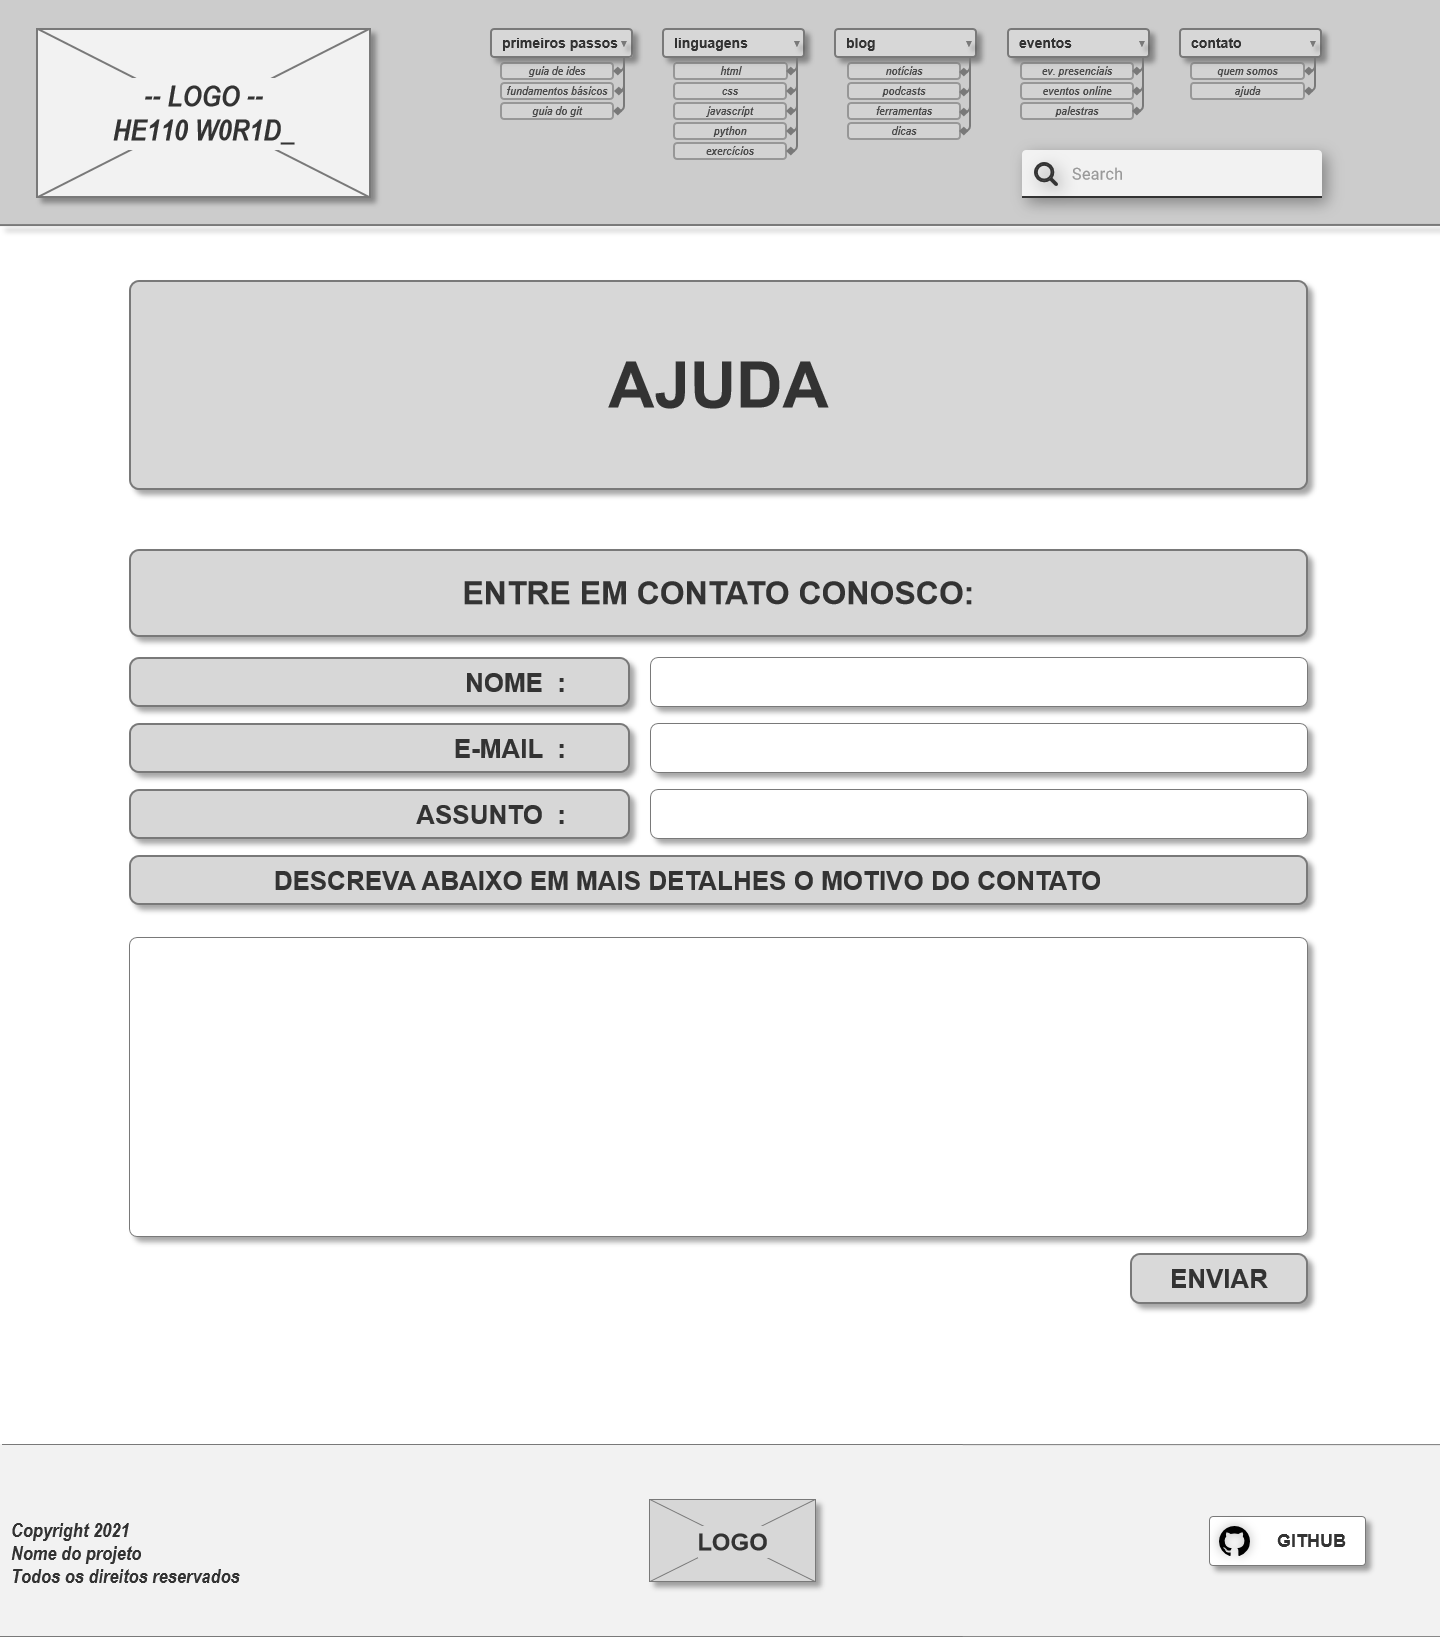 -- LOGO --
HE110 W0R1D_
primeiros passos ▾
guia de ides
fundamentos básicos
guia do git
linguagens ▾
html
css
javascript
python
exercícios
blog ▾
notícias
podcasts
ferramentas
dicas
eventos ▾
ev. presenciais
eventos online
palestras
contato ▾
quem somos
ajuda
Search
AJUDA
ENTRE EM CONTATO CONOSCO:
NOME :
E-MAIL :
ASSUNTO :
DESCREVA ABAIXO EM MAIS DETALHES O MOTIVO DO CONTATO
ENVIAR
Copyright 2021
Nome do projeto
Todos os direitos reservados
LOGO
GITHUB